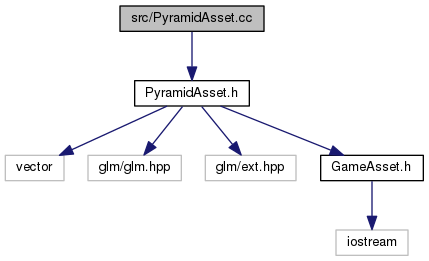 src/PyramidAsset.cc
PyramidAsset.h
vector
glm/glm.hpp
glm/ext.hpp
GameAsset.h
iostream